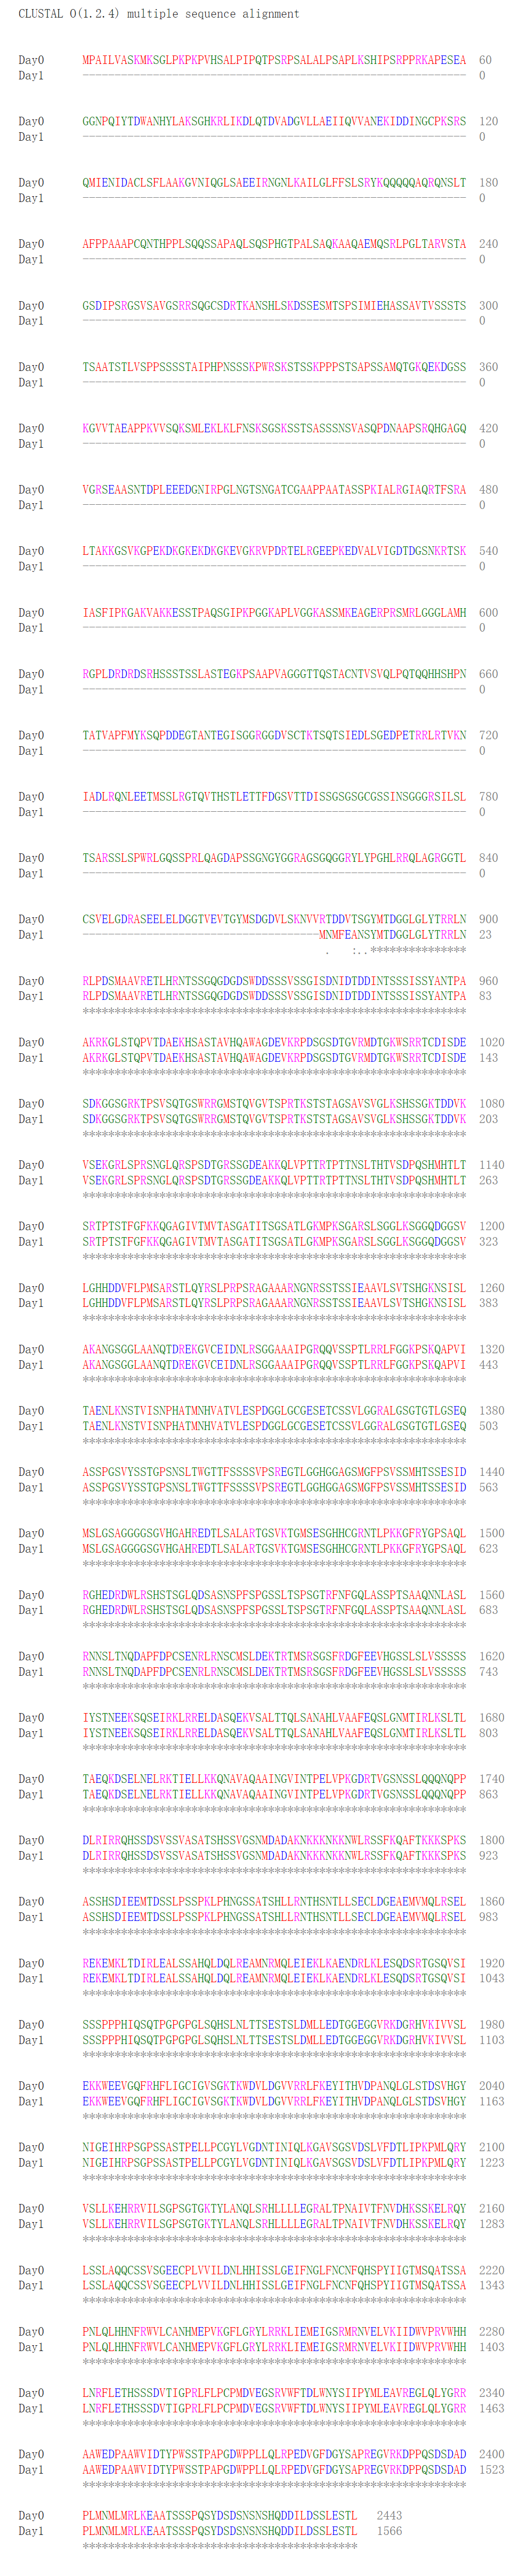 CLUSTAL O(1.2.4) multiple sequence alignment
Day0 MPAILVASKMKSGLPKPKPVHSALPIPQTPSRPSALALPSAPLKSHIPSRPPRKAPESEA 60
Day1 ------------------------------------------------------------ 0
Day0 GGNPQIYTDWANHYLAKSGHKRLIKDLQTDVADGVLLAEIIQVVANEKIDDINGCPKSRS 120
Day1 ------------------------------------------------------------ 0
Day0 QMIENIDACLSFLAAKGVNIQGLSAEEIRNGNLKAILGLFFSLSRYKQQQQQAQRQNSLT 180
Day1 ------------------------------------------------------------ 0
Day0 AFPPAAAPCQNTHPPLSQQSSAPAQLSQSPHGTPALSAQKAAQAEMQSRLPGLTARVSTA 240
Day1 ------------------------------------------------------------ 0
Day0 GSDIPSRGSVSAVGSRRSQGCSDRTKANSHLSKDSSESMTSPSIMIEHASSAVTVSSSTS 300
Day1 ------------------------------------------------------------ 0
Day0 TSAATSTLVSPPSSSSTAIPHPNSSSKPWRSKSTSSKPPPSTSAPSSAMQTGKQEKDGSS 360
Day1 ------------------------------------------------------------ 0
Day0 KGVVTAEAPPKVVSQKSMLEKLKLFNSKSGSKSSTSASSSNSVASQPDNAAPSRQHGAGQ 420
Day1 ------------------------------------------------------------ 0
Day0 VGRSEAASNTDPLEEEDGNIRPGLNGTSNGATCGAAPPAATASSPKIALRGIAQRTFSRA 480
Day1 ------------------------------------------------------------ 0
Day0 LTAKKGSVKGPEKDKGKEKDKGKEVGKRVPDRTELRGEEPKEDVALVIGDTDGSNKRTSK 540
Day1 ------------------------------------------------------------ 0
Day0 IASFIPKGAKVAKKESSTPAQSGIPKPGGKAPLVGGKASSMKEAGERPRSMRLGGGLAMH 600
Day1 ------------------------------------------------------------ 0
Day0 RGPLDRDRDSRHSSSTSSLASTEGKPSAAPVAGGGTTQSTACNTVSVQLPQTQQHHSHPN 660
Day1 ------------------------------------------------------------ 0
Day0 TATVAPFMYKSQPDDEGTANTEGISGGRGGDVSCTKTSQTSIEDLSGEDPETRRLRTVKN 720
Day1 ------------------------------------------------------------ 0
Day0 IADLRQNLEETMSSLRGTQVTHSTLETTFDGSVTTDISSGSGSGCGSSINSGGGRSILSL 780
Day1 ------------------------------------------------------------ 0
Day0 TSARSSLSPWRLGQSSPRLQAGDAPSSGNGYGGRAGSGQGGRYLYPGHLRRQLAGRGGTL 840
Day1 ------------------------------------------------------------ 0
Day0 CSVELGDRASEELELDGGTVEVTGYMSDGDVLSKNVVRTDDVTSGYMTDGGLGLYTRRLN 900
Day1 -------------------------------------MNMFEANSYMTDGGLGLYTRRLN 23
. :..***************
Day0 RLPDSMAAVRETLHRNTSSGQGDGDSWDDSSSVSSGISDNIDTDDINTSSSISSYANTPA 960
Day1 RLPDSMAAVRETLHRNTSSGQGDGDSWDDSSSVSSGISDNIDTDDINTSSSISSYANTPA 83
************************************************************
Day0 AKRKGLSTQPVTDAEKHSASTAVHQAWAGDEVKRPDSGSDTGVRMDTGKWSRRTCDISDE 1020
Day1 AKRKGLSTQPVTDAEKHSASTAVHQAWAGDEVKRPDSGSDTGVRMDTGKWSRRTCDISDE 143
************************************************************
Day0 SDKGGSGRKTPSVSQTGSWRRGMSTQVGVTSPRTKSTSTAGSAVSVGLKSHSSGKTDDVK 1080
Day1 SDKGGSGRKTPSVSQTGSWRRGMSTQVGVTSPRTKSTSTAGSAVSVGLKSHSSGKTDDVK 203
************************************************************
Day0 VSEKGRLSPRSNGLQRSPSDTGRSSGDEAKKQLVPTTRTPTTNSLTHTVSDPQSHMHTLT 1140
Day1 VSEKGRLSPRSNGLQRSPSDTGRSSGDEAKKQLVPTTRTPTTNSLTHTVSDPQSHMHTLT 263
************************************************************
Day0 SRTPTSTFGFKKQGAGIVTMVTASGATITSGSATLGKMPKSGARSLSGGLKSGGQDGGSV 1200
Day1 SRTPTSTFGFKKQGAGIVTMVTASGATITSGSATLGKMPKSGARSLSGGLKSGGQDGGSV 323
************************************************************
Day0 LGHHDDVFLPMSARSTLQYRSLPRPSRAGAAARNGNRSSTSSIEAAVLSVTSHGKNSISL 1260
Day1 LGHHDDVFLPMSARSTLQYRSLPRPSRAGAAARNGNRSSTSSIEAAVLSVTSHGKNSISL 383
************************************************************
Day0 AKANGSGGLAANQTDREKGVCEIDNLRSGGAAAIPGRQQVSSPTLRRLFGGKPSKQAPVI 1320
Day1 AKANGSGGLAANQTDREKGVCEIDNLRSGGAAAIPGRQQVSSPTLRRLFGGKPSKQAPVI 443
************************************************************
Day0 TAENLKNSTVISNPHATMNHVATVLESPDGGLGCGESETCSSVLGGRALGSGTGTLGSEQ 1380
Day1 TAENLKNSTVISNPHATMNHVATVLESPDGGLGCGESETCSSVLGGRALGSGTGTLGSEQ 503
************************************************************
Day0 ASSPGSVYSSTGPSNSLTWGTTFSSSSVPSREGTLGGHGGAGSMGFPSVSSMHTSSESID 1440
Day1 ASSPGSVYSSTGPSNSLTWGTTFSSSSVPSREGTLGGHGGAGSMGFPSVSSMHTSSESID 563
************************************************************
Day0 MSLGSAGGGGSGVHGAHREDTLSALARTGSVKTGMSESGHHCGRNTLPKKGFRYGPSAQL 1500
Day1 MSLGSAGGGGSGVHGAHREDTLSALARTGSVKTGMSESGHHCGRNTLPKKGFRYGPSAQL 623
************************************************************
Day0 RGHEDRDWLRSHSTSGLQDSASNSPFSPGSSLTSPSGTRFNFGQLASSPTSAAQNNLASL 1560
Day1 RGHEDRDWLRSHSTSGLQDSASNSPFSPGSSLTSPSGTRFNFGQLASSPTSAAQNNLASL 683
************************************************************
Day0 RNNSLTNQDAPFDPCSENRLRNSCMSLDEKTRTMSRSGSFRDGFEEVHGSSLSLVSSSSS 1620
Day1 RNNSLTNQDAPFDPCSENRLRNSCMSLDEKTRTMSRSGSFRDGFEEVHGSSLSLVSSSSS 743
************************************************************
Day0 IYSTNEEKSQSEIRKLRRELDASQEKVSALTTQLSANAHLVAAFEQSLGNMTIRLKSLTL 1680
Day1 IYSTNEEKSQSEIRKLRRELDASQEKVSALTTQLSANAHLVAAFEQSLGNMTIRLKSLTL 803
************************************************************
Day0 TAEQKDSELNELRKTIELLKKQNAVAQAAINGVINTPELVPKGDRTVGSNSSLQQQNQPP 1740
Day1 TAEQKDSELNELRKTIELLKKQNAVAQAAINGVINTPELVPKGDRTVGSNSSLQQQNQPP 863
************************************************************
Day0 DLRIRRQHSSDSVSSVASATSHSSVGSNMDADAKNKKKNKKNWLRSSFKQAFTKKKSPKS 1800
Day1 DLRIRRQHSSDSVSSVASATSHSSVGSNMDADAKNKKKNKKNWLRSSFKQAFTKKKSPKS 923
************************************************************
Day0 ASSHSDIEEMTDSSLPSSPKLPHNGSSATSHLLRNTHSNTLLSECLDGEAEMVMQLRSEL 1860
Day1 ASSHSDIEEMTDSSLPSSPKLPHNGSSATSHLLRNTHSNTLLSECLDGEAEMVMQLRSEL 983
************************************************************
Day0 REKEMKLTDIRLEALSSAHQLDQLREAMNRMQLEIEKLKAENDRLKLESQDSRTGSQVSI 1920
Day1 REKEMKLTDIRLEALSSAHQLDQLREAMNRMQLEIEKLKAENDRLKLESQDSRTGSQVSI 1043
************************************************************
Day0 SSSPPPHIQSQTPGPGPGLSQHSLNLTTSESTSLDMLLEDTGGEGGVRKDGRHVKIVVSL 1980
Day1 SSSPPPHIQSQTPGPGPGLSQHSLNLTTSESTSLDMLLEDTGGEGGVRKDGRHVKIVVSL 1103
************************************************************
Day0 EKKWEEVGQFRHFLIGCIGVSGKTKWDVLDGVVRRLFKEYITHVDPANQLGLSTDSVHGY 2040
Day1 EKKWEEVGQFRHFLIGCIGVSGKTKWDVLDGVVRRLFKEYITHVDPANQLGLSTDSVHGY 1163
************************************************************
Day0 NIGEIHRPSGPSSASTPELLPCGYLVGDNTINIQLKGAVSGSVDSLVFDTLIPKPMLQRY 2100
Day1 NIGEIHRPSGPSSASTPELLPCGYLVGDNTINIQLKGAVSGSVDSLVFDTLIPKPMLQRY 1223
************************************************************
Day0 VSLLKEHRRVILSGPSGTGKTYLANQLSRHLLLLEGRALTPNAIVTFNVDHKSSKELRQY 2160
Day1 VSLLKEHRRVILSGPSGTGKTYLANQLSRHLLLLEGRALTPNAIVTFNVDHKSSKELRQY 1283
************************************************************
Day0 LSSLAQQCSSVSGEECPLVVILDNLHHISSLGEIFNGLFNCNFQHSPYIIGTMSQATSSA 2220
Day1 LSSLAQQCSSVSGEECPLVVILDNLHHISSLGEIFNGLFNCNFQHSPYIIGTMSQATSSA 1343
************************************************************
Day0 PNLQLHHNFRWVLCANHMEPVKGFLGRYLRRKLIEMEIGSRMRNVELVKIIDWVPRVWHH 2280
Day1 PNLQLHHNFRWVLCANHMEPVKGFLGRYLRRKLIEMEIGSRMRNVELVKIIDWVPRVWHH 1403
************************************************************
Day0 LNRFLETHSSSDVTIGPRLFLPCPMDVEGSRVWFTDLWNYSIIPYMLEAVREGLQLYGRR 2340
Day1 LNRFLETHSSSDVTIGPRLFLPCPMDVEGSRVWFTDLWNYSIIPYMLEAVREGLQLYGRR 1463
************************************************************
Day0 AAWEDPAAWVIDTYPWSSTPAPGDWPPLLQLRPEDVGFDGYSAPREGVRKDPPQSDSDAD 2400
Day1 AAWEDPAAWVIDTYPWSSTPAPGDWPPLLQLRPEDVGFDGYSAPREGVRKDPPQSDSDAD 1523
************************************************************
Day0 PLMNMLMRLKEAATSSSPQSYDSDSNSNSHQDDILDSSLESTL 2443
Day1 PLMNMLMRLKEAATSSSPQSYDSDSNSNSHQDDILDSSLESTL 1566
*******************************************